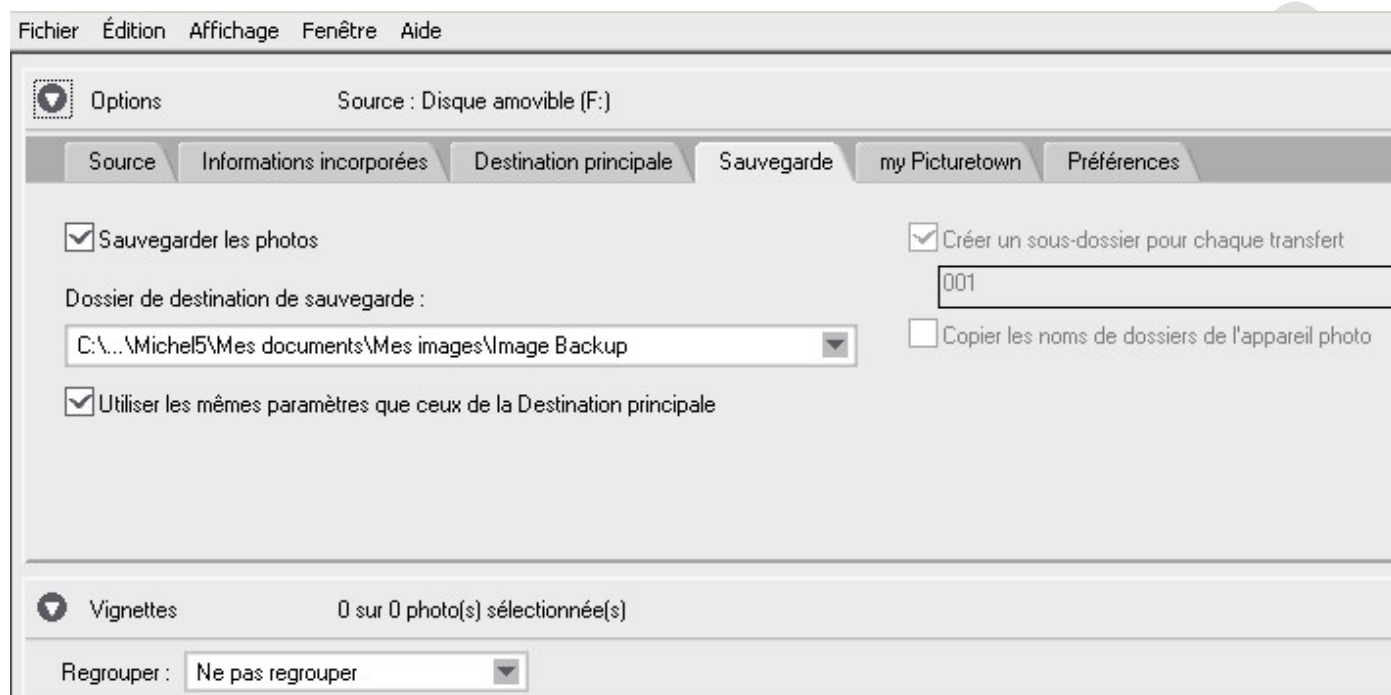 Fichier Édition Affichage Fenêtre Aide
Options Source : Disque amovible (F:)
Source Informations incorporées Destination principale Sauvegarde my Picturetown Préférences
Sauvegarder les photos
Créer un sous-dossier pour chaque transfert
001
Dossier de destination de sauvegarde :
C:\...\Michel5\Mes documents\Mes images\Image Backup
Copier les noms de dossiers de l'appareil photo
Utiliser les mêmes paramètres que ceux de la Destination principale
Vignettes 0 sur 0 photo(s) sélectionnée(s)
Regrouper : Ne pas regrouper